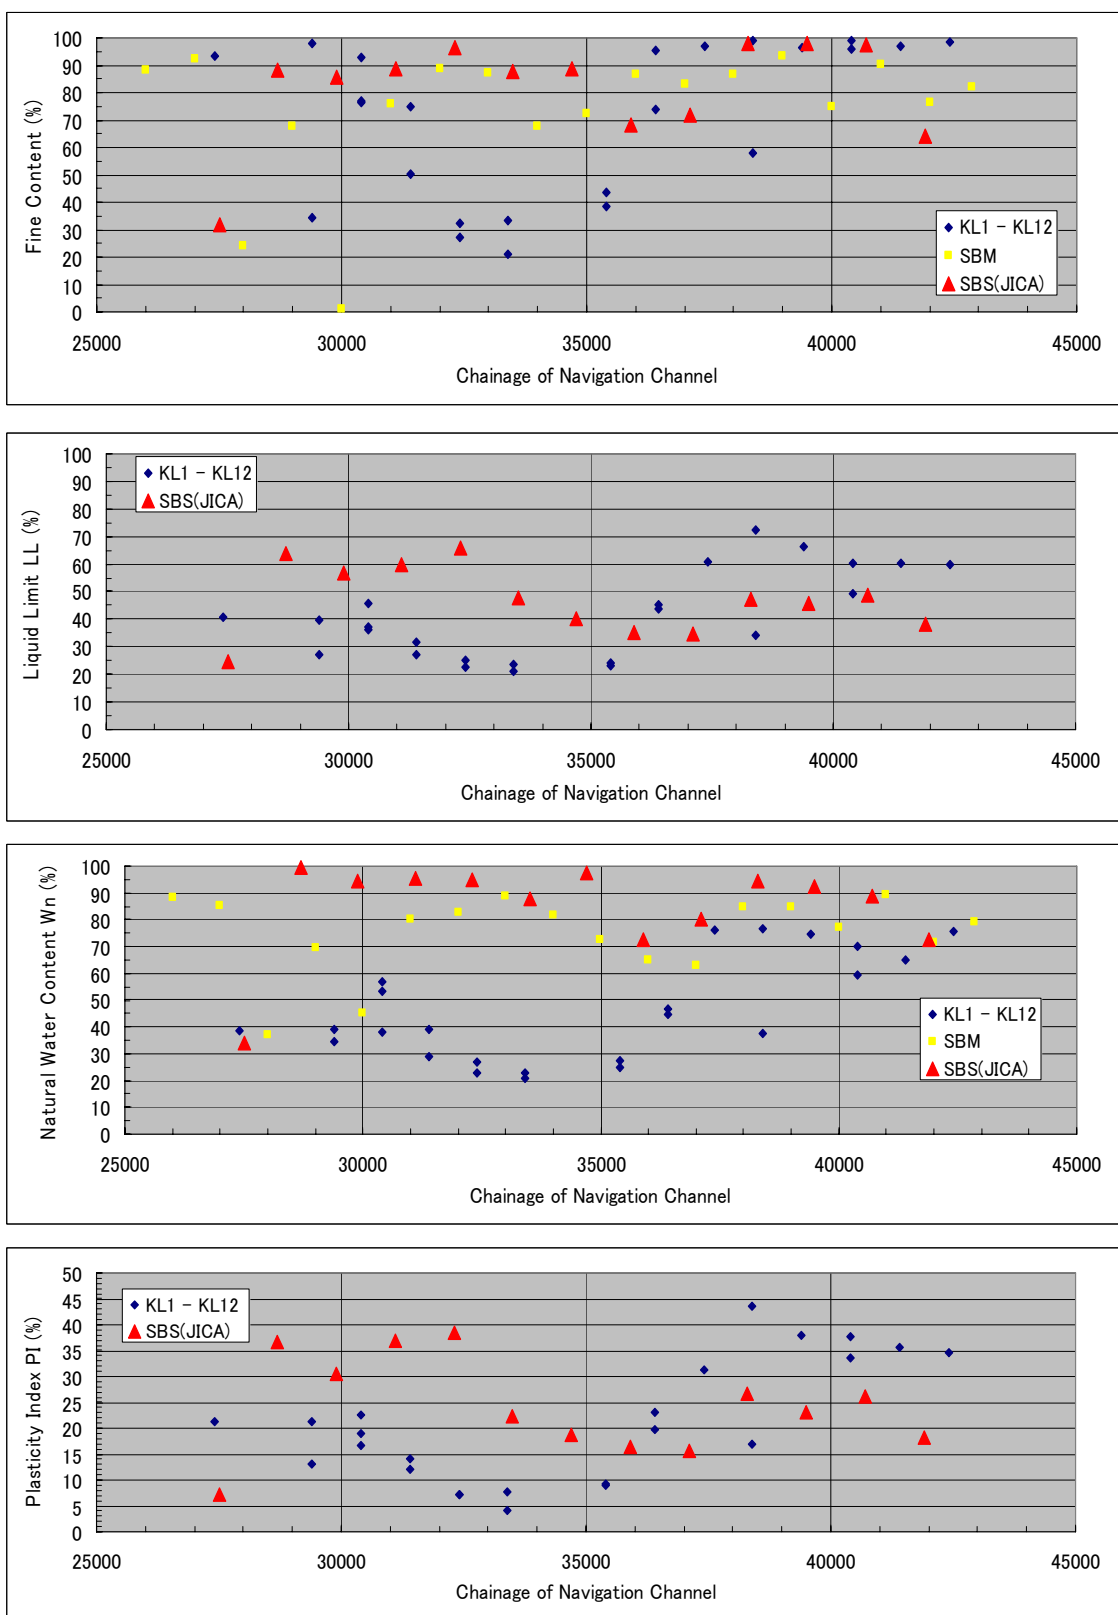 100
90
80
70
60
50
40
30
20
10
0
Fine Content (%)
KL1 - KL12
SBM
SBS(JICA)
25000 30000 35000 40000 45000
Chainage of Navigation Channel
100
90
80
70
60
50
40
30
20
10
0
Liquid Limit LL (%)
KL1 - KL12
SBS(JICA)
25000 30000 35000 40000 45000
Chainage of Navigation Channel
100
90
80
70
60
50
40
30
20
10
0
Natural Water Content Wn (%)
KL1 - KL12
SBM
SBS(JICA)
25000 30000 35000 40000 45000
Chainage of Navigation Channel
50
45
40
35
30
25
20
15
10
5
0
Plasticity Index PI (%)
KL1 - KL12
SBS(JICA)
25000 30000 35000 40000 45000
Chainage of Navigation Channel